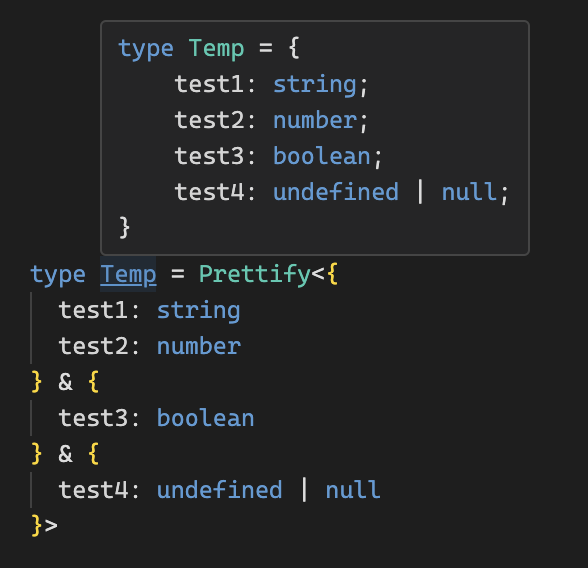 type Temp = {
    test1: string;
    test2: number;
    test3: boolean;
    test4: undefined | null;
}
type Temp = Prettify<{
  test1: string
  test2: number
} & {
  test3: boolean
} & {
  test4: undefined | null
}>